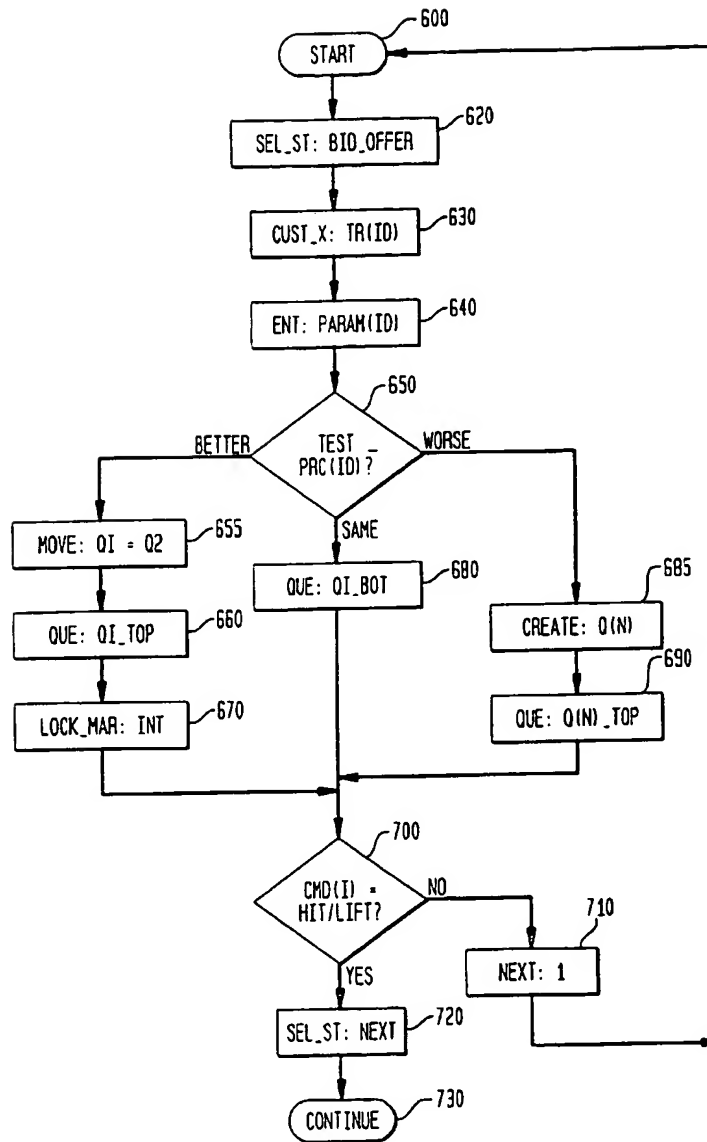 600
START
620
SEL_ST: BID_OFFER
630
CUST_X: TR(ID)
640
ENT: PARAM(ID)
650
BETTER
TEST _
PRC(ID)?
WORSE
SAME
MOVE: QI = Q2
655
QUE: QI_TOP
660
LOCK_MAR: INT
670
QUE: QI_BOT
680
685
CREATE: Q(N)
690
QUE: Q(N)_TOP
700
CMD(I) =
HIT/LIFT?
NO
YES
710
NEXT: 1
SEL_ST: NEXT
720
CONTINUE
730